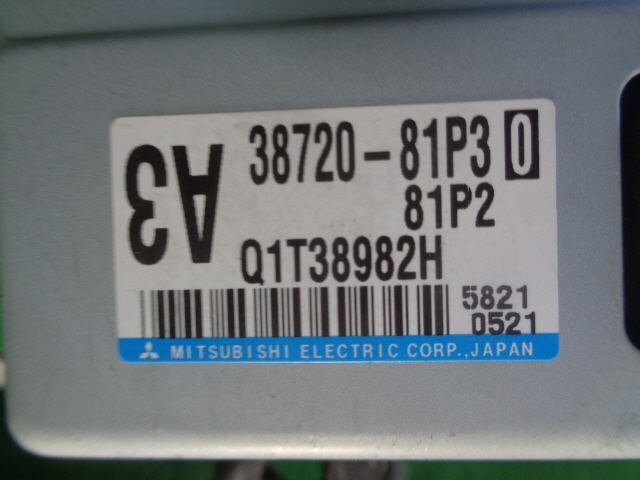 A3
38720-81P3 0
81P2
Q1T38982H
5821
0521
MITSUBISHI ELECTRIC CORP., JAPAN